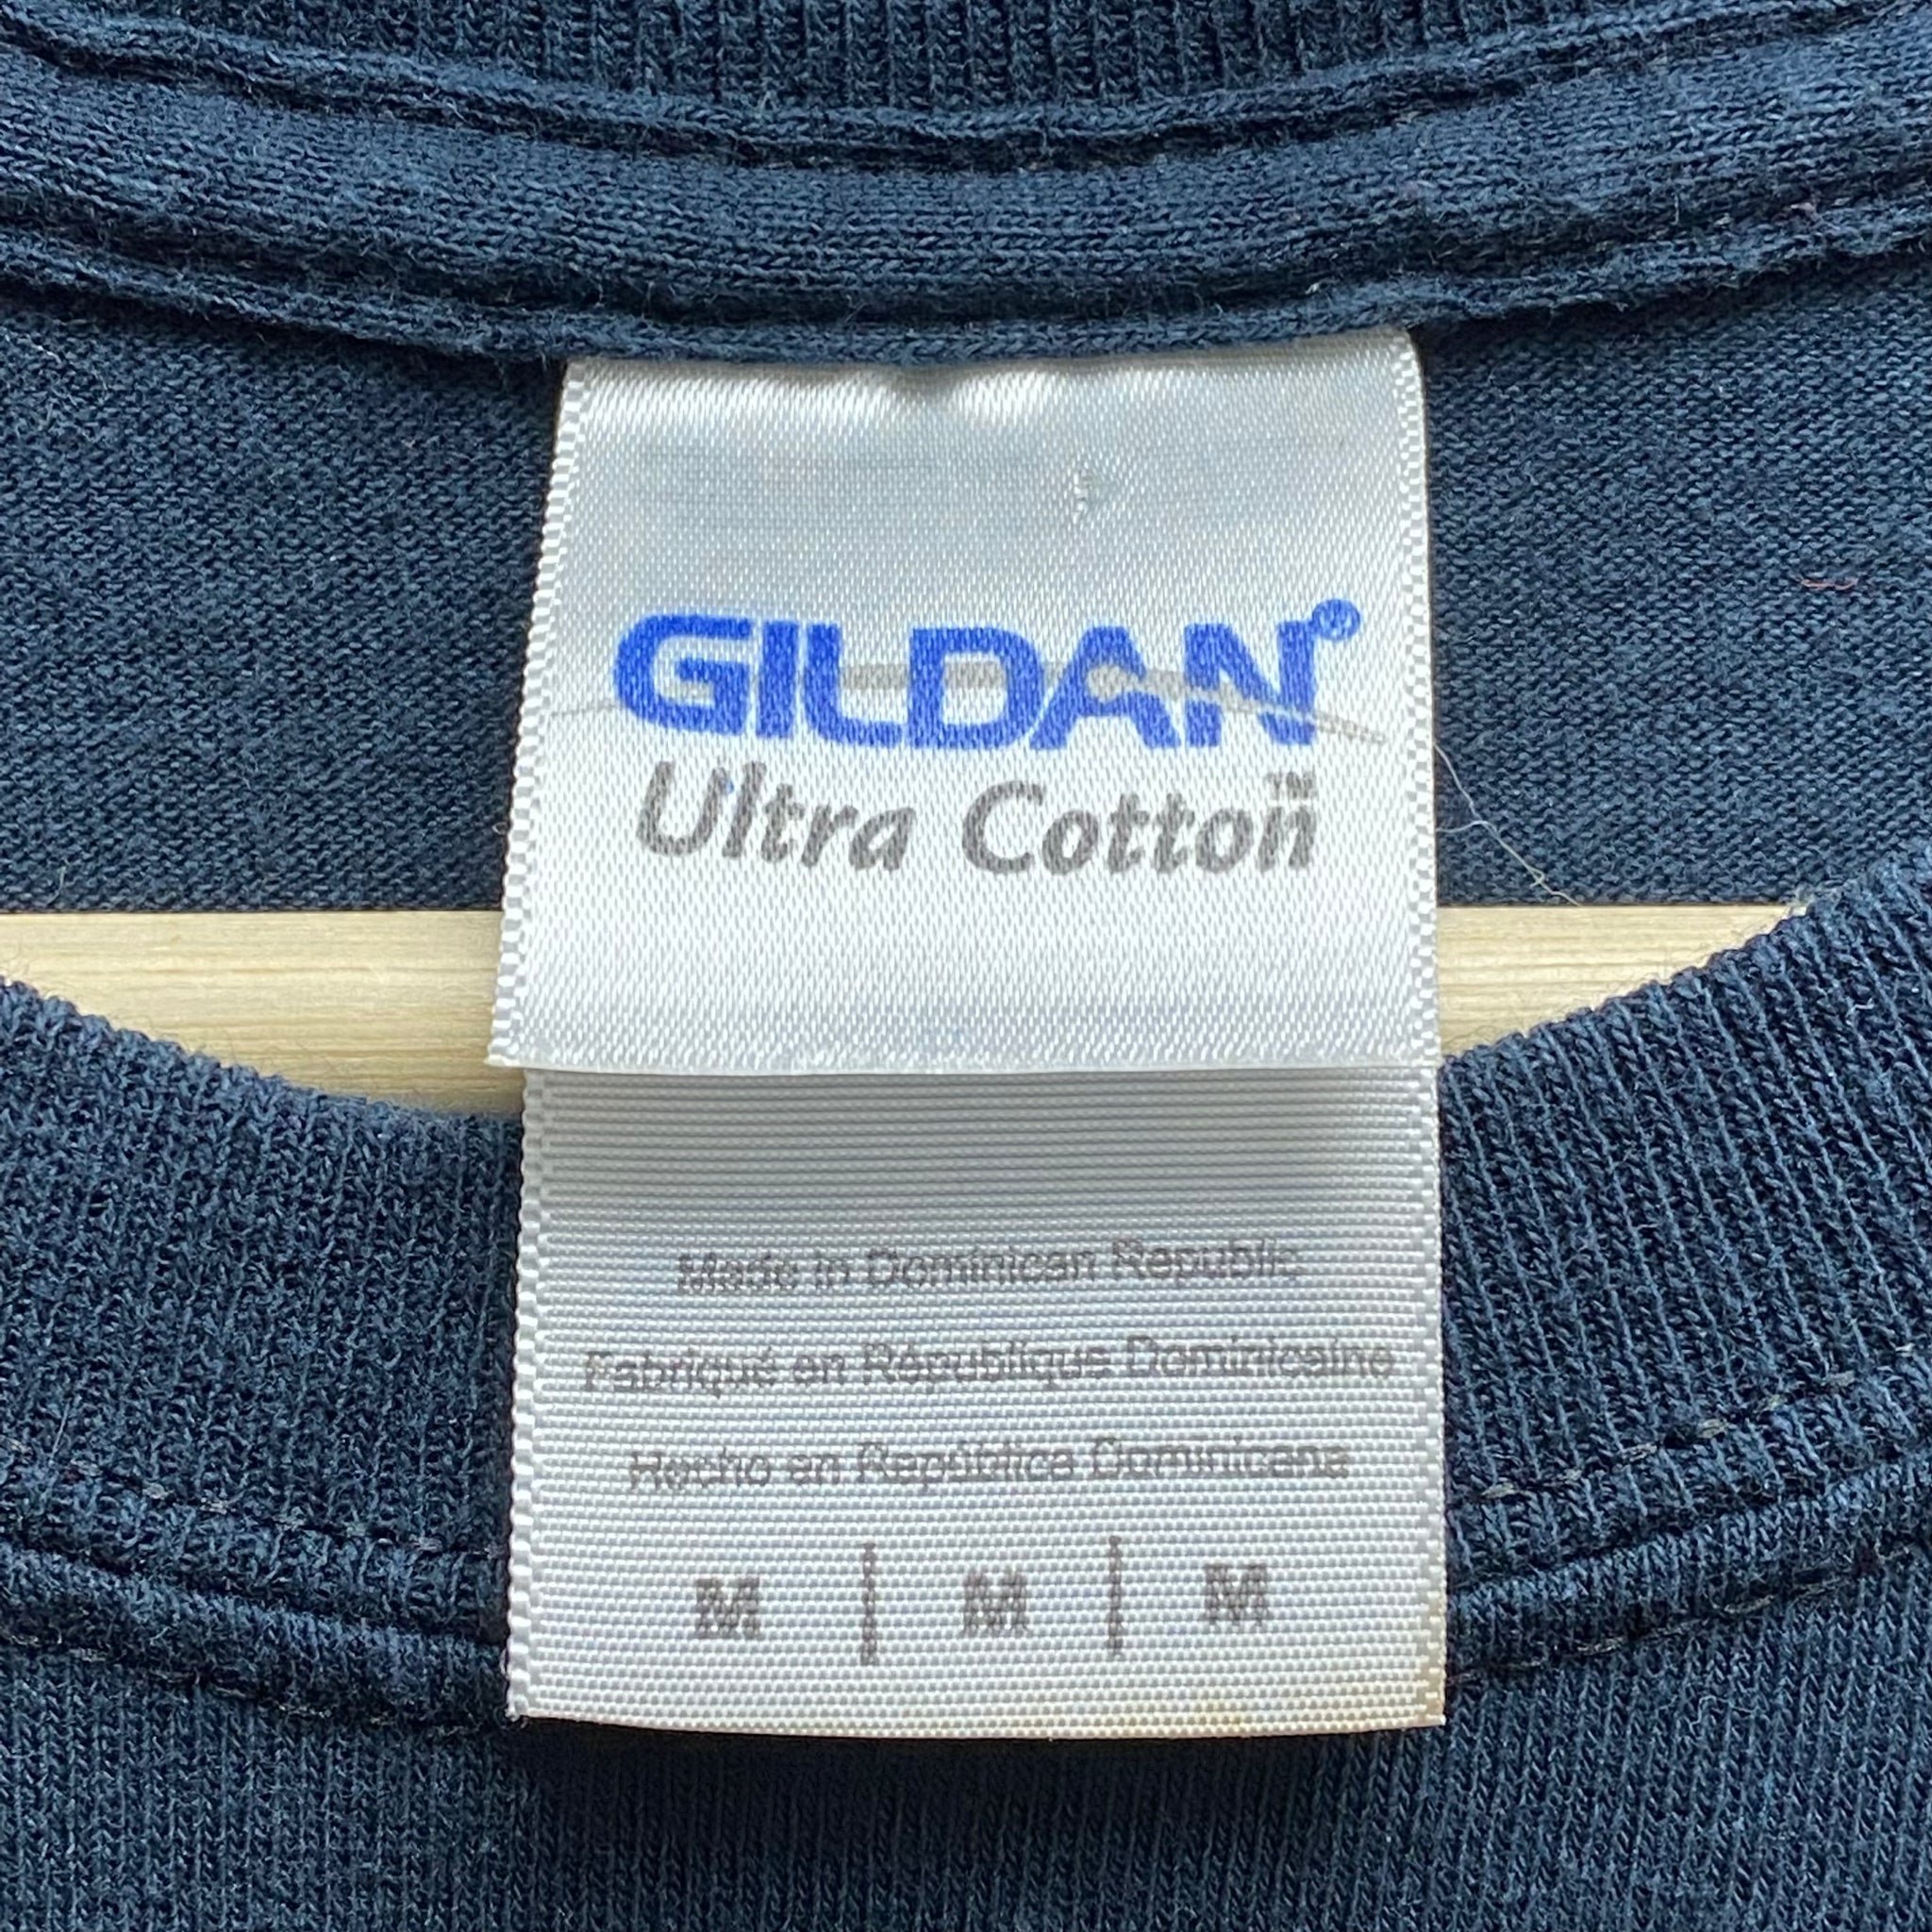 GILDAN®
Ultra Cotton™
Made in Dominican Republic
Fabriqué en République Dominicaine
Hecho en República Dominicana
M | M | M